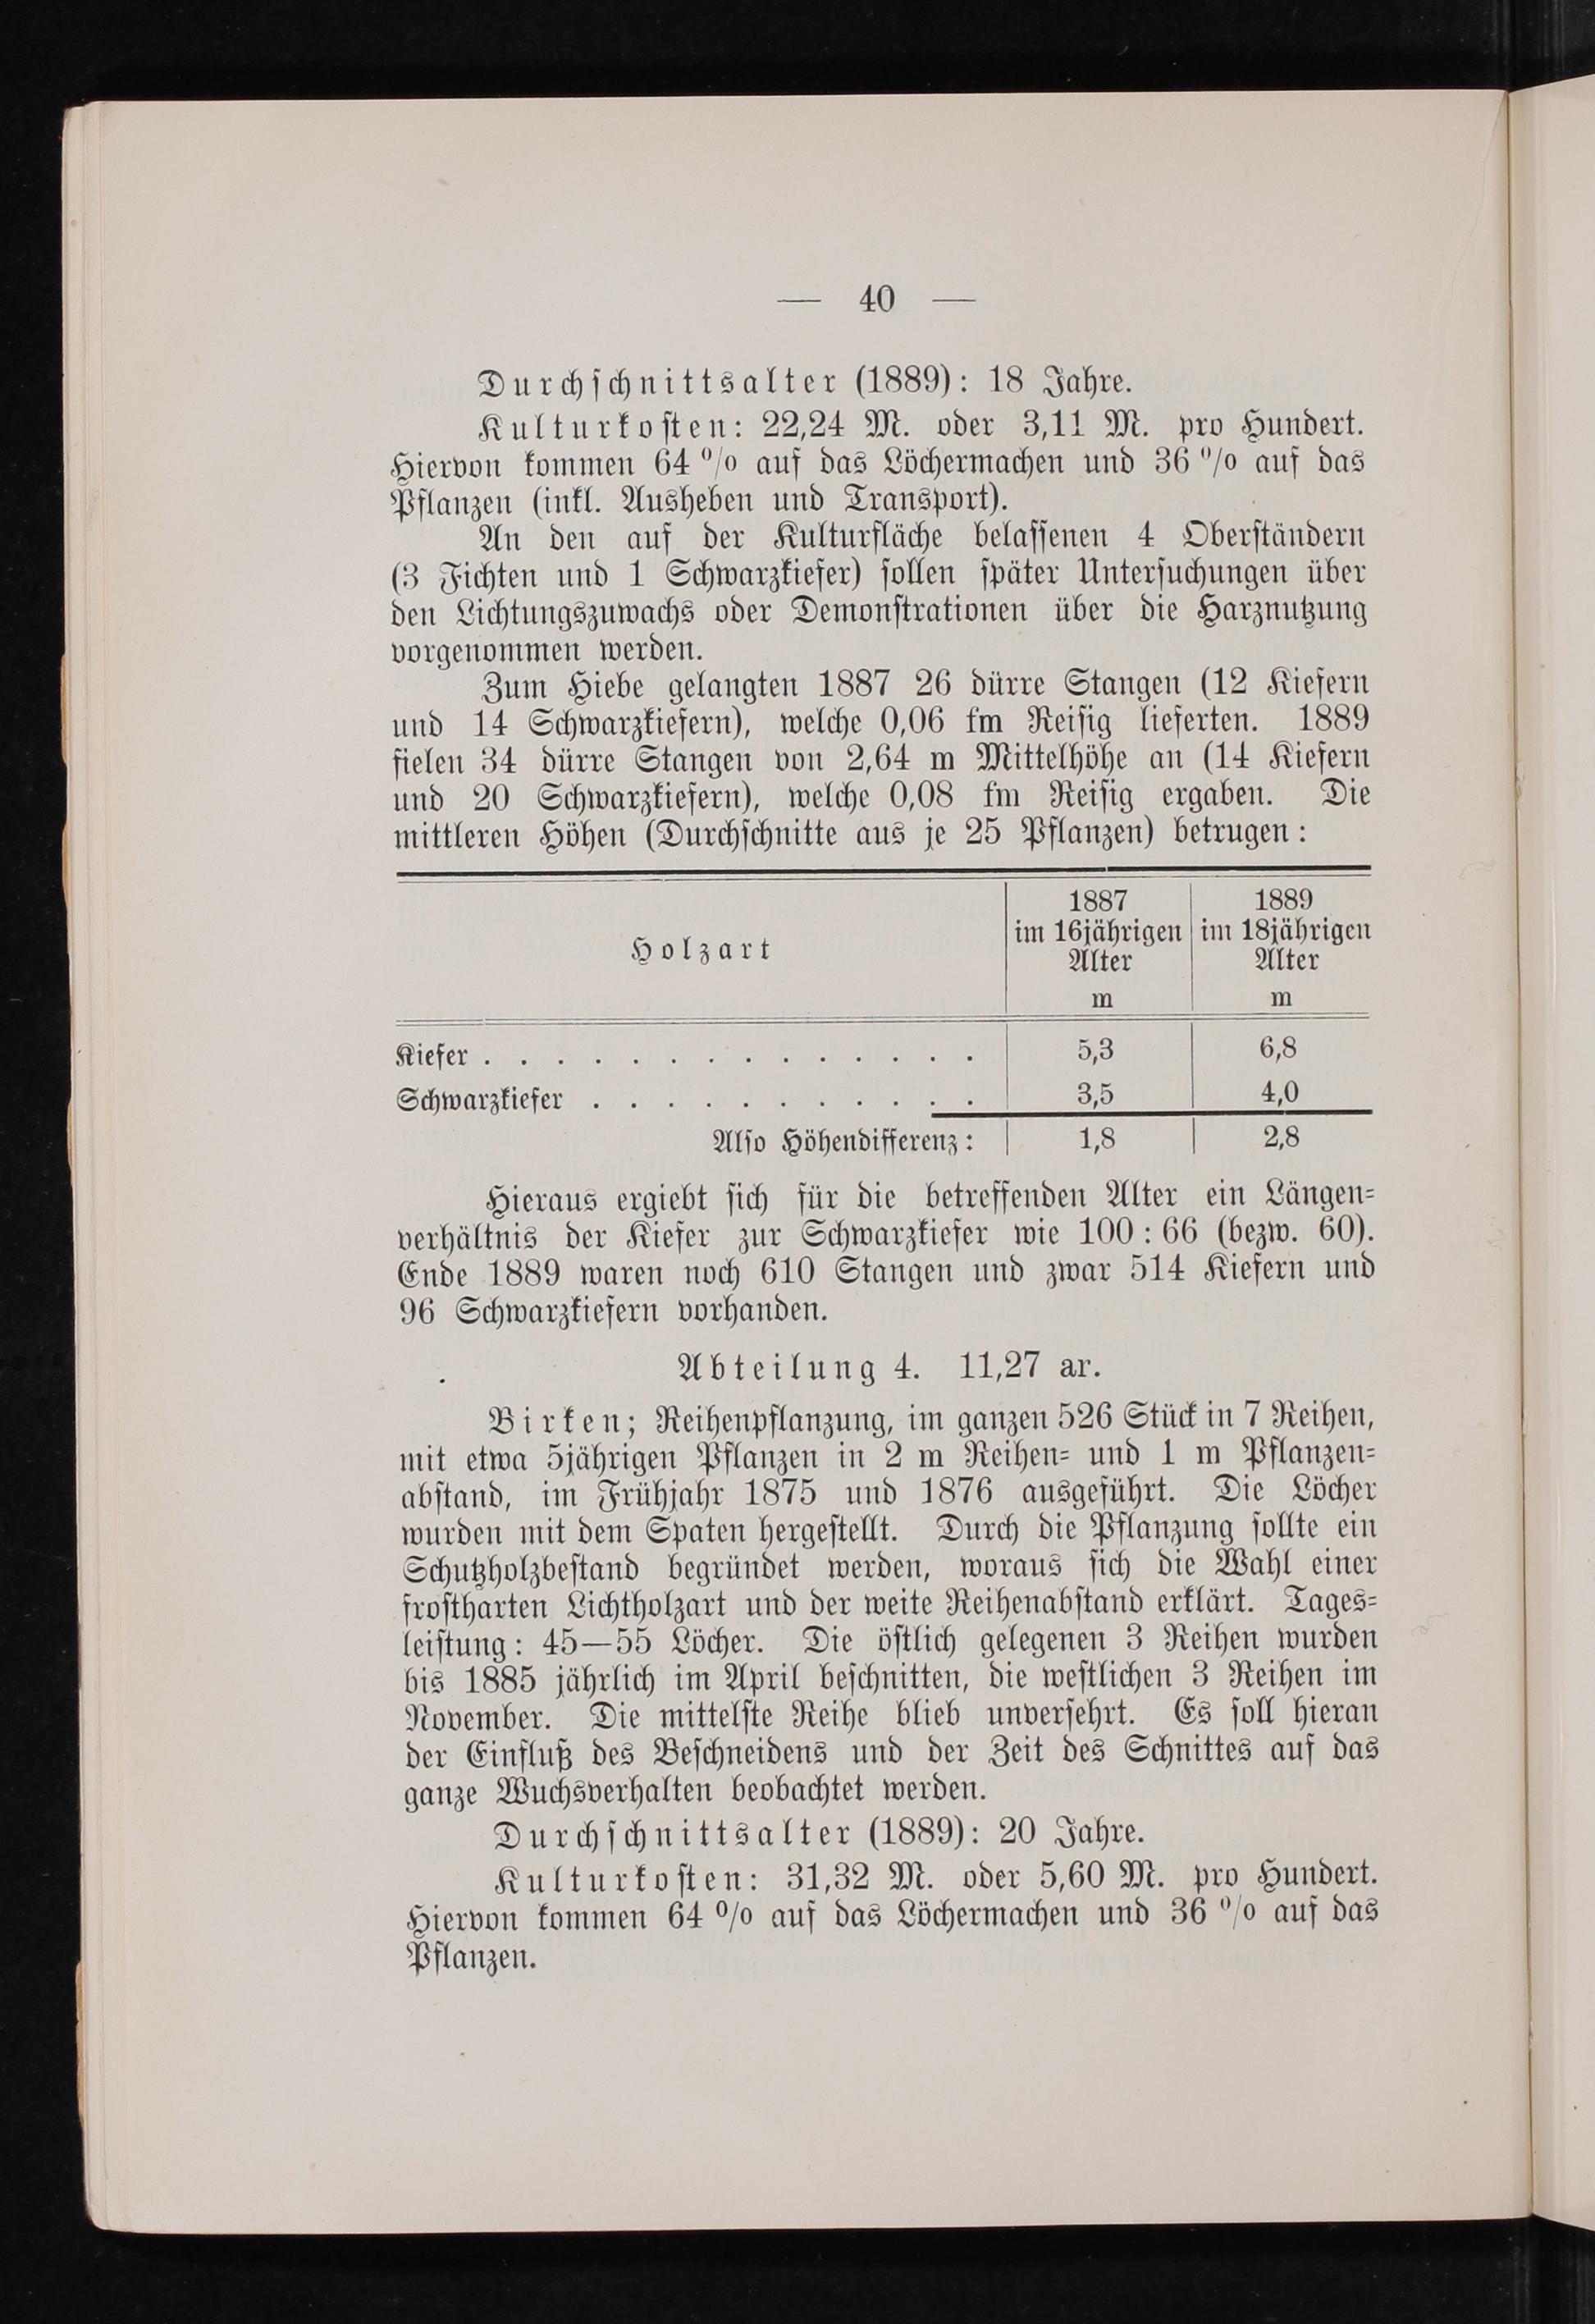 — 40 —
Durchſchnittsalter (1889): 18 Jahre.
Kulturkoſten: 22,24 M. oder 3,11 M. pro Hundert.
Hiervon kommen 64 % auf das Löchermachen und 36 % auf das
Pflanzen (inkl. Ausheben und Transport).
An den auf der Kulturfläche belaſſenen 4 Oberſtändern
(3 Fichten und 1 Schwarzkiefer) ſollen ſpäter Unterſuchungen über
den Lichtungszuwachs oder Demonſtrationen über die Harznutzung
vorgenommen werden.
Zum Hiebe gelangten 1887 26 dürre Stangen (12 Kiefern
und 14 Schwarzkiefern), welche 0,06 fm Reiſig lieferten. 1889
fielen 34 dürre Stangen von 2,64 m Mittelhöhe an (14 Kiefern
und 20 Schwarzkiefern), welche 0,08 fm Reiſig ergaben. Die
mittleren Höhen (Durchſchnitte aus je 25 Pflanzen) betrugen:
1887 1889
im 16jährigen im 18jährigen
Holzart
Alter Alter
m m
Kiefer . . . . . . . . . . . . . . 5,3 6,8
Schwarzkiefer . . . . . . . . . . . 3,5 4,0
Alſo Höhendifferenz: 1,8 2,8
Hieraus ergiebt ſich für die betreffenden Alter ein Längen=
verhältnis der Kiefer zur Schwarzkiefer wie 100 : 66 (bezw. 60).
Ende 1889 waren noch 610 Stangen und zwar 514 Kiefern und
96 Schwarzkiefern vorhanden.
Abteilung 4. 11,27 ar.
Birken; Reihenpflanzung, im ganzen 526 Stück in 7 Reihen,
mit etwa 5jährigen Pflanzen in 2 m Reihen= und 1 m Pflanzen=
abſtand, im Frühjahr 1875 und 1876 ausgeführt. Die Löcher
wurden mit dem Spaten hergeſtellt. Durch die Pflanzung ſollte ein
Schutzholzbeſtand begründet werden, woraus ſich die Wahl einer
froſtharten Lichtholzart und der weite Reihenabſtand erklärt. Tages=
leiſtung: 45—55 Löcher. Die öſtlich gelegenen 3 Reihen wurden
bis 1885 jährlich im April beſchnitten, die weſtlichen 3 Reihen im
November. Die mittelſte Reihe blieb unverſehrt. Es ſoll hieran
der Einfluß des Beſchneidens und der Zeit des Schnittes auf das
ganze Wuchsverhalten beobachtet werden.
Durchſchnittsalter (1889): 20 Jahre.
Kulturkoſten: 31,32 M. oder 5,60 M. pro Hundert.
Hiervon kommen 64 % auf das Löchermachen und 36 % auf das
Pflanzen.